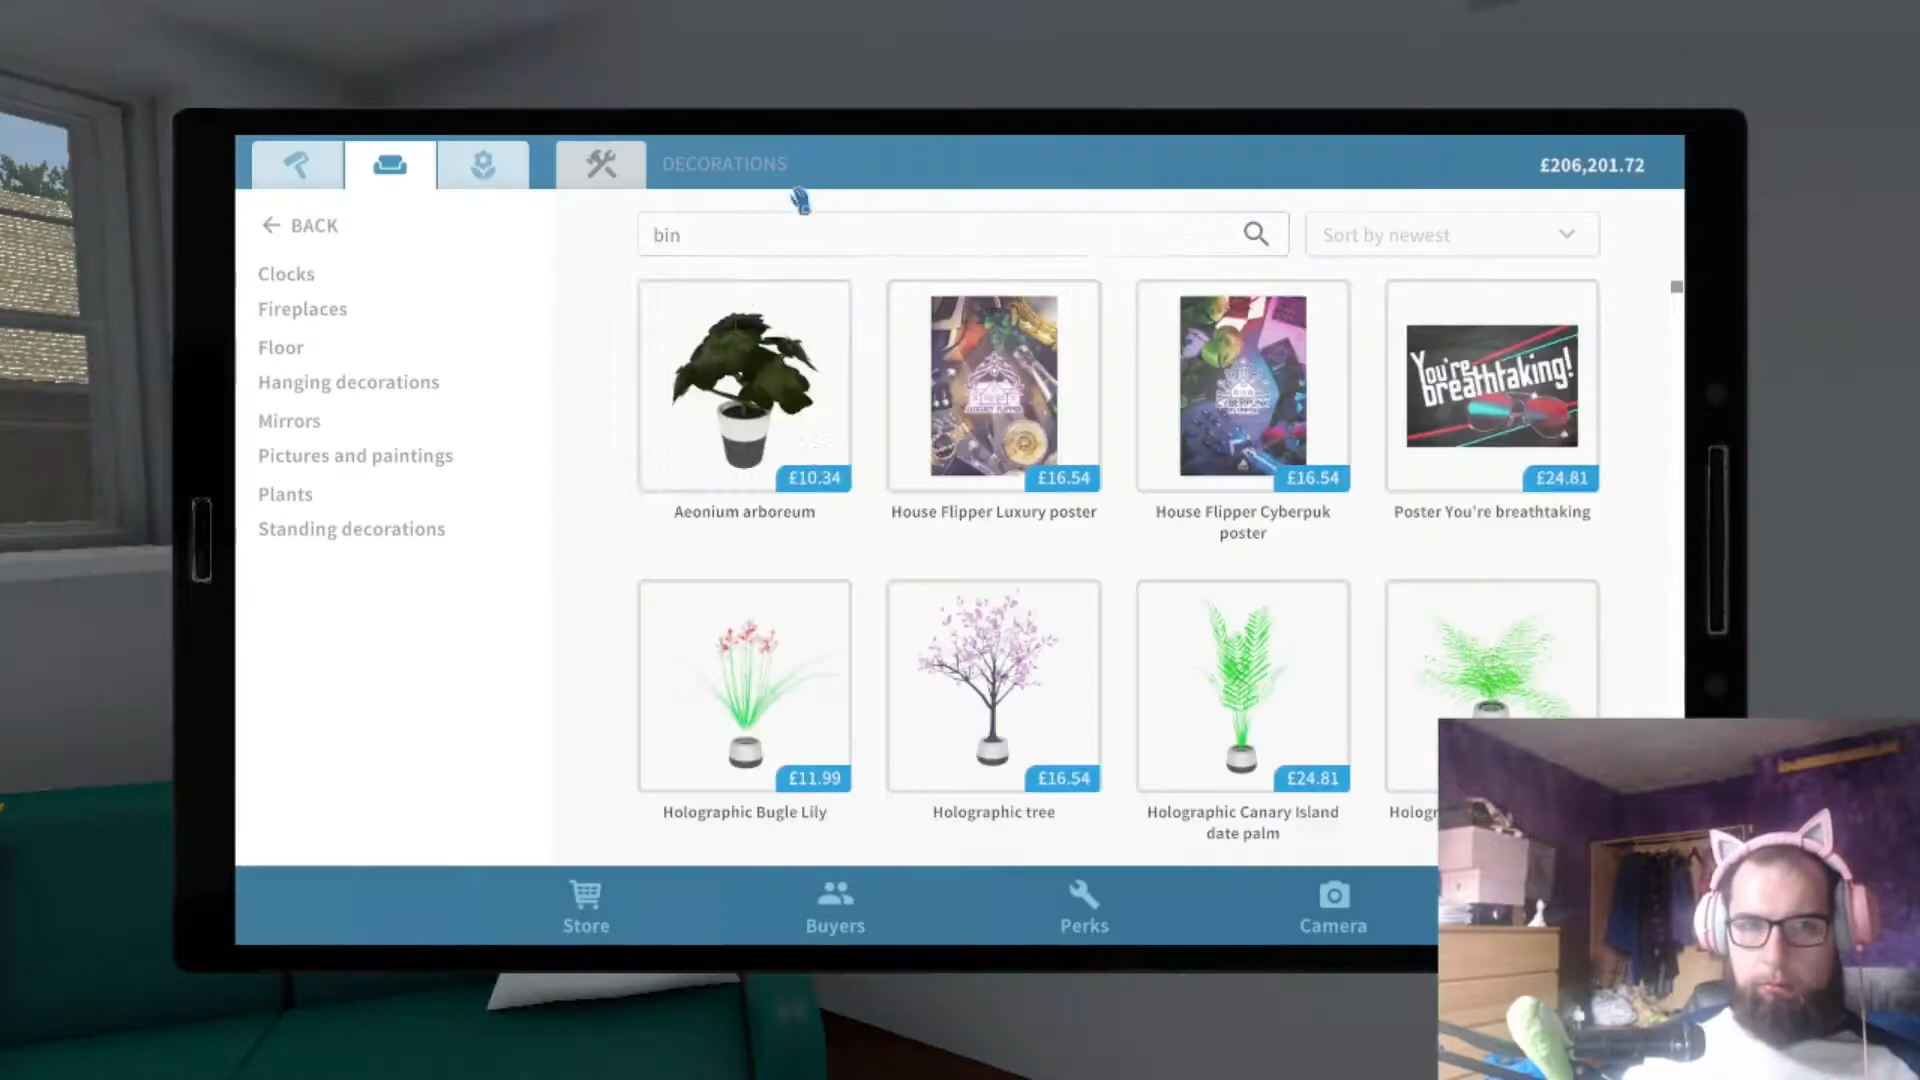 DECORATIONS
£206,201.72
BACK
Clocks
Fireplaces
Floor
Hanging decorations
Mirrors
Pictures and paintings
Plants
Standing decorations
bin
Sort by newest
You're
breathtaking!
£10.34
£16.54
£16.54
£24.81
Aeonium arboreum
House Flipper Luxury poster
House Flipper Cyberpuk
poster
Poster You're breathtaking
£11.99
£16.54
£24.81
Holographic Bugle Lily
Holographic tree
Holographic Canary Island
date palm
Store
Buyers
Perks
Camera